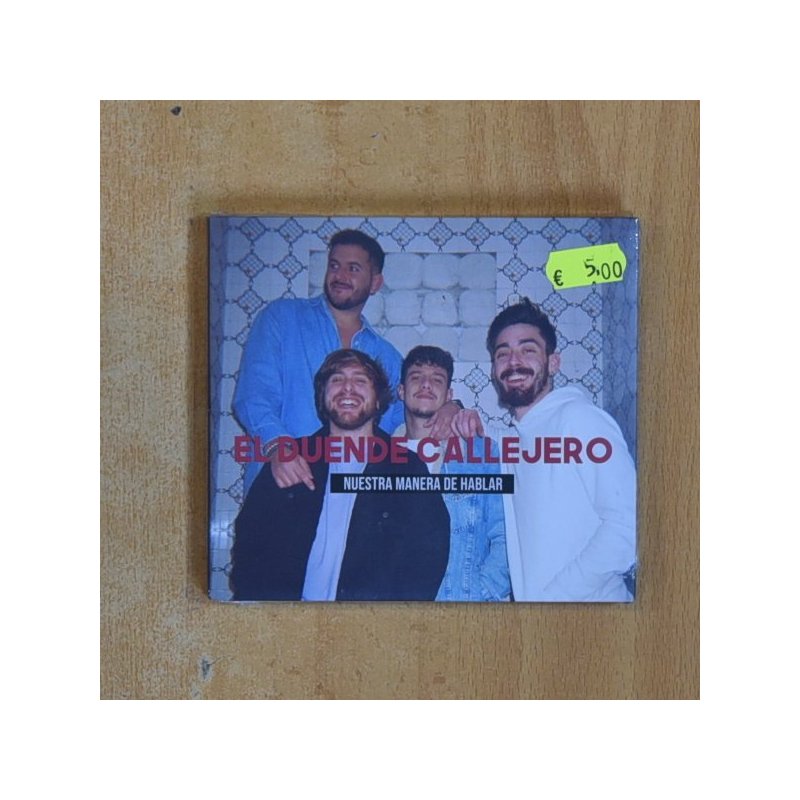 € 5,00
EL DUENDE CALLEJERO
NUESTRA MANERA DE HABLAR